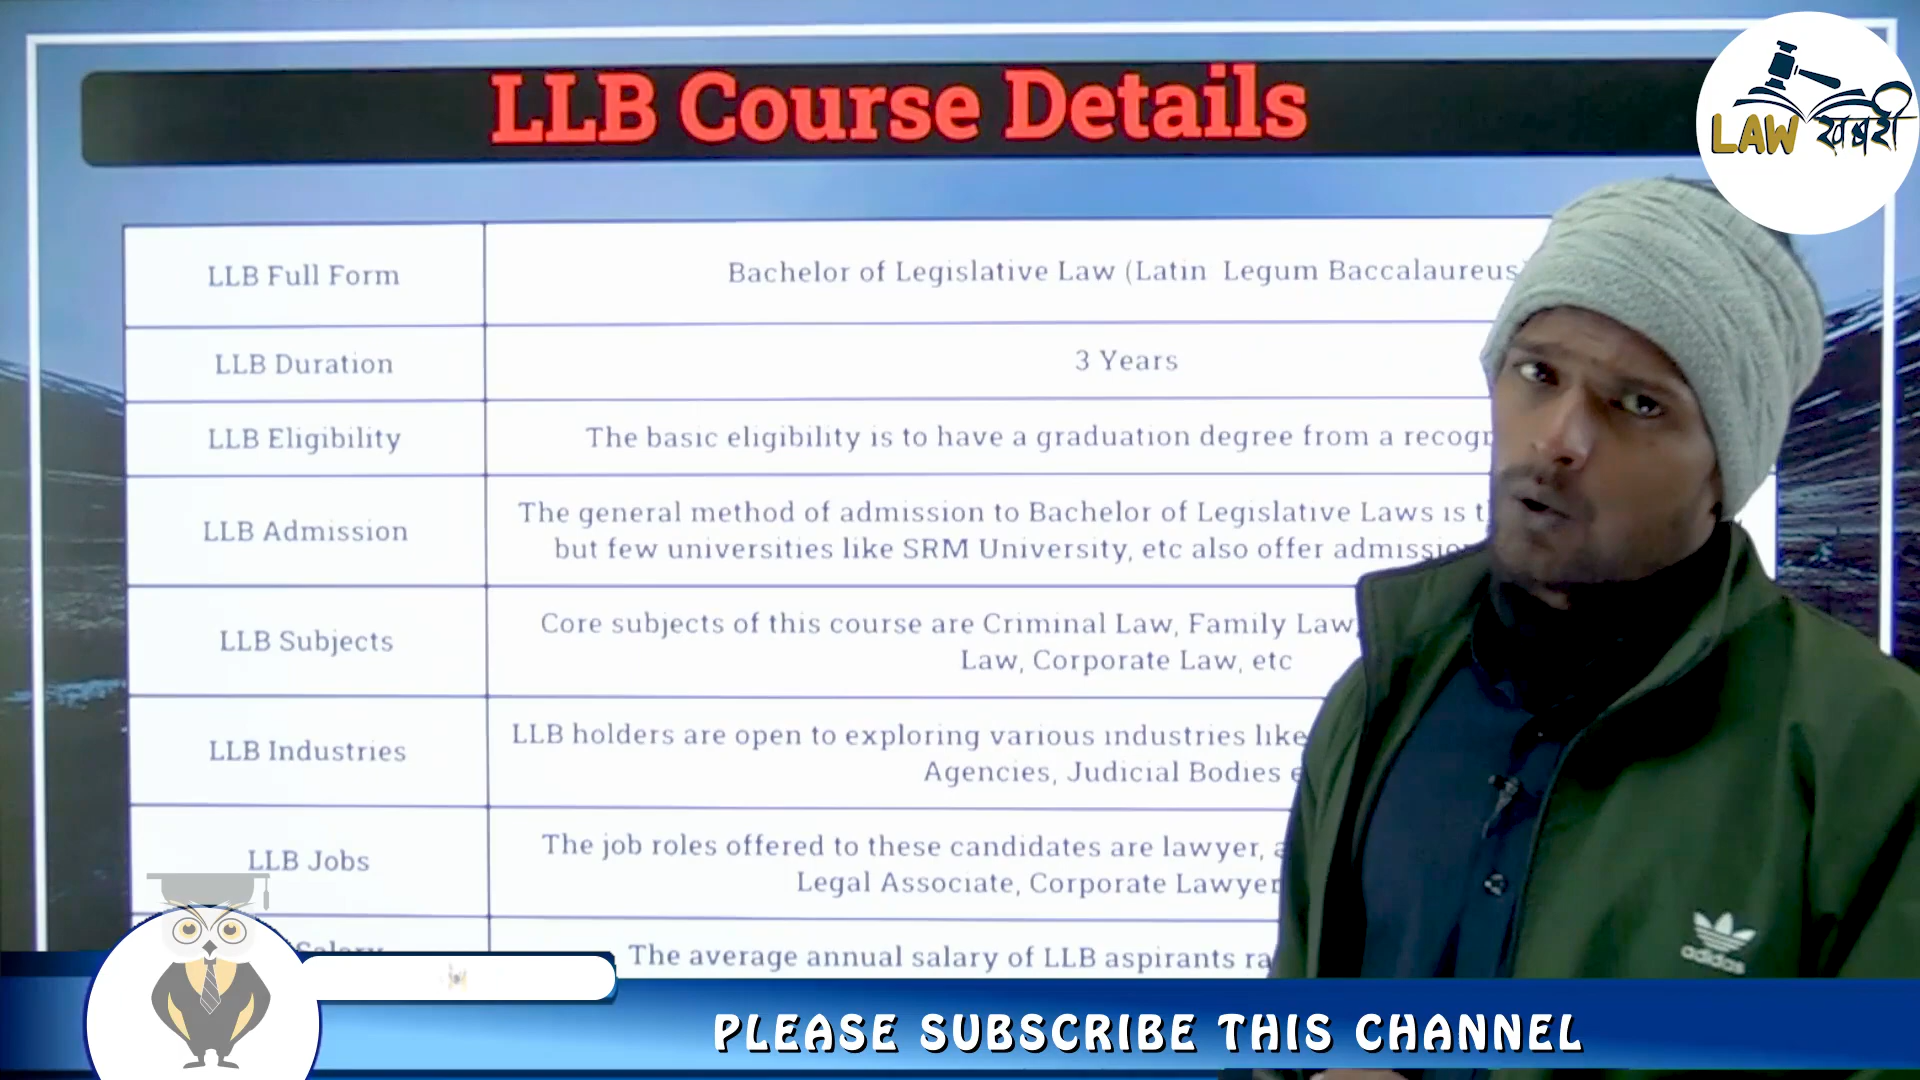 LLB Course Details
LAW खबरी
LLB Full Form
Bachelor of Legislative Law (Latin Legum Baccalaureus
LLB Duration
3 Years
LLB Eligibility
The basic eligibility is to have a graduation degree from a
LLB Admission
The general method of admission to Bachelor of Legislative Laws is
but few universities like SRM University, etc also offer
LLB Subjects
Core subjects of this course are Criminal Law, Family Law,
Law, Corporate Law, etc
LLB Industries
LLB holders are open to exploring various industries like
Agencies, Judicial Bodies
LLB Jobs
The job roles offered to these candidates are lawyer,
Legal Associate, Corporate Lawyer
Salary
The average annual salary of LLB aspirants
adidas
PLEASE SUBSCRIBE THIS CHANNEL